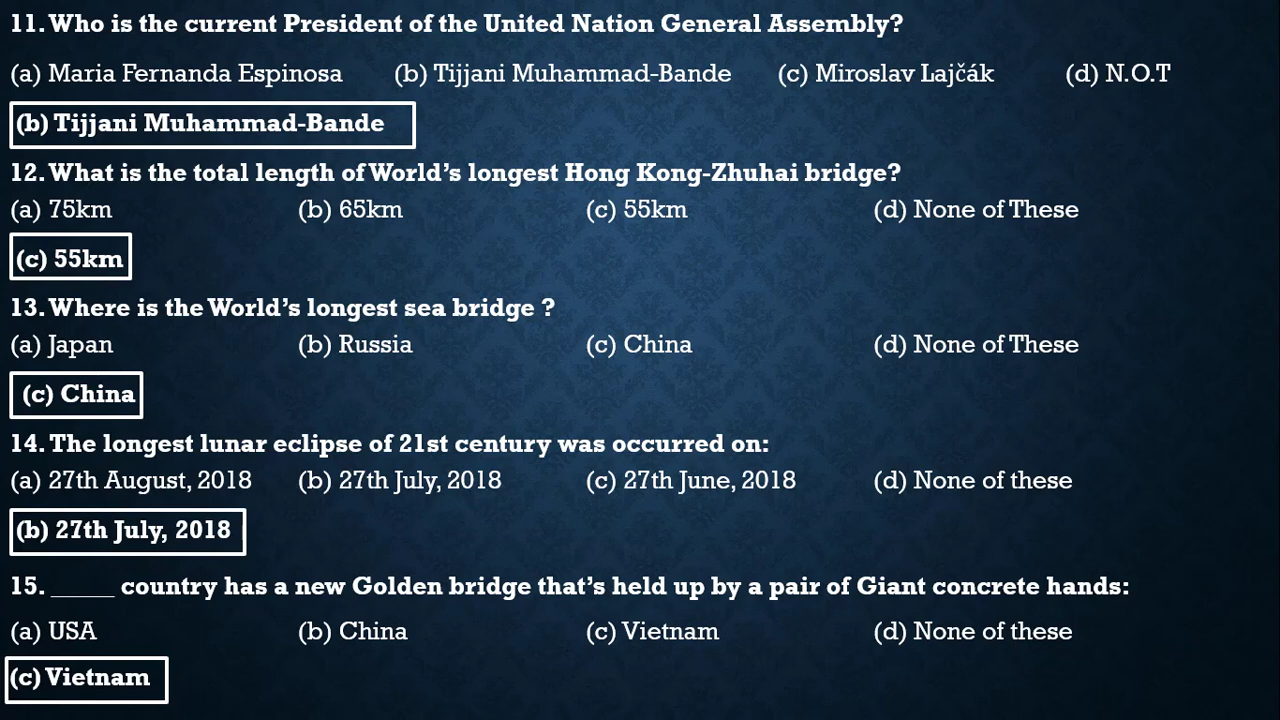 11. Who is the current President of the United Nation General Assembly?
(a) Maria Fernanda Espinosa (b) Tijjani Muhammad-Bande (c) Miroslav Lajčák (d) N.O.T
(b) Tijjani Muhammad-Bande
12. What is the total length of World's longest Hong Kong-Zhuhai bridge?
(a) 75km (b) 65km (c) 55km (d) None of These
(c) 55km
13. Where is the World's longest sea bridge ?
(a) Japan (b) Russia (c) China (d) None of These
(c) China
14. The longest lunar eclipse of 21st century was occurred on:
(a) 27th August, 2018 (b) 27th July, 2018 (c) 27th June, 2018 (d) None of these
(b) 27th July, 2018
15. _____ country has a new Golden bridge that's held up by a pair of Giant concrete hands:
(a) USA (b) China (c) Vietnam (d) None of these
(c) Vietnam